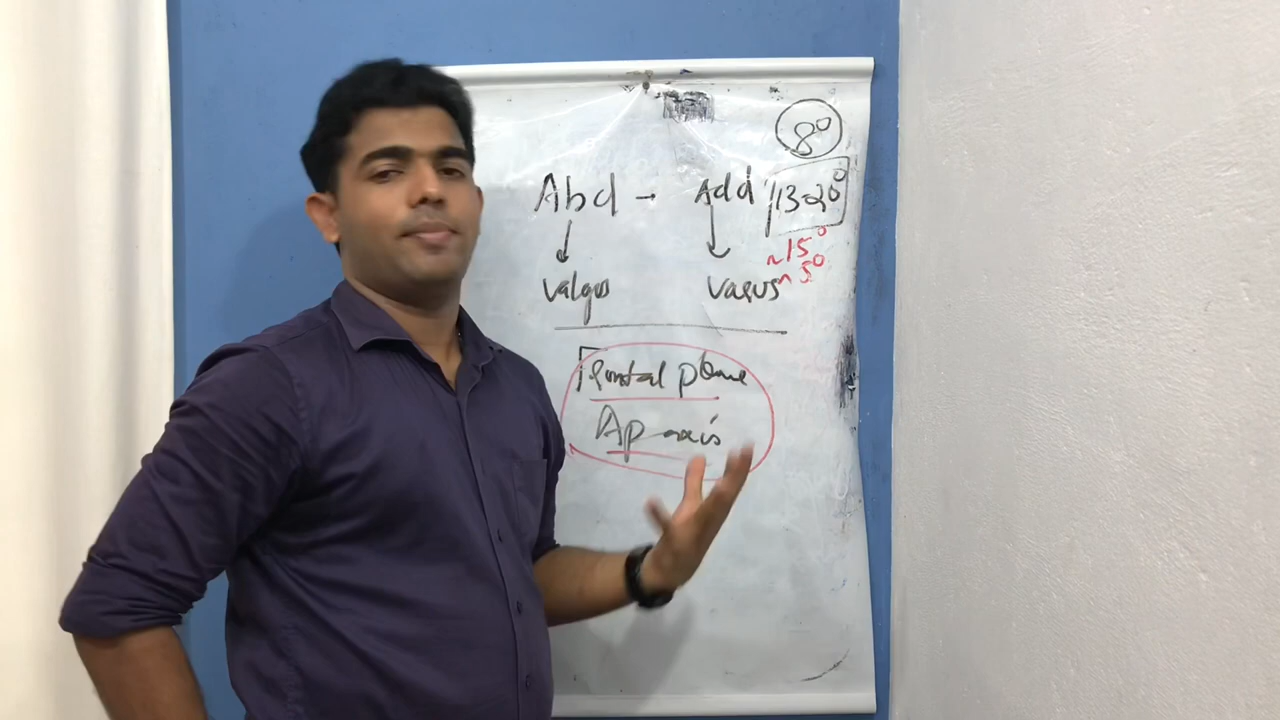 8°
Abd → Add 13-20°
~15°
~5°
valgus varus
Frontal plane
Ap axis